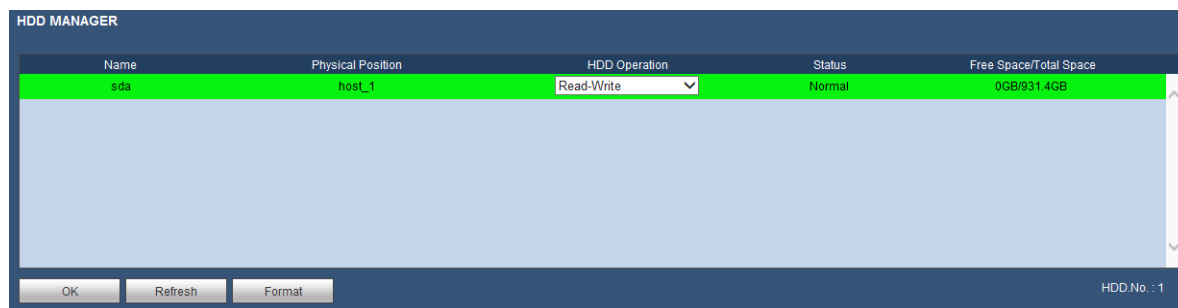 HDD MANAGER
Name Physical Position HDD Operation Status Free Space/Total Space
sda host_1 Read-Write Normal 0GB/931.4GB
OK Refresh Format HDD.No. : 1